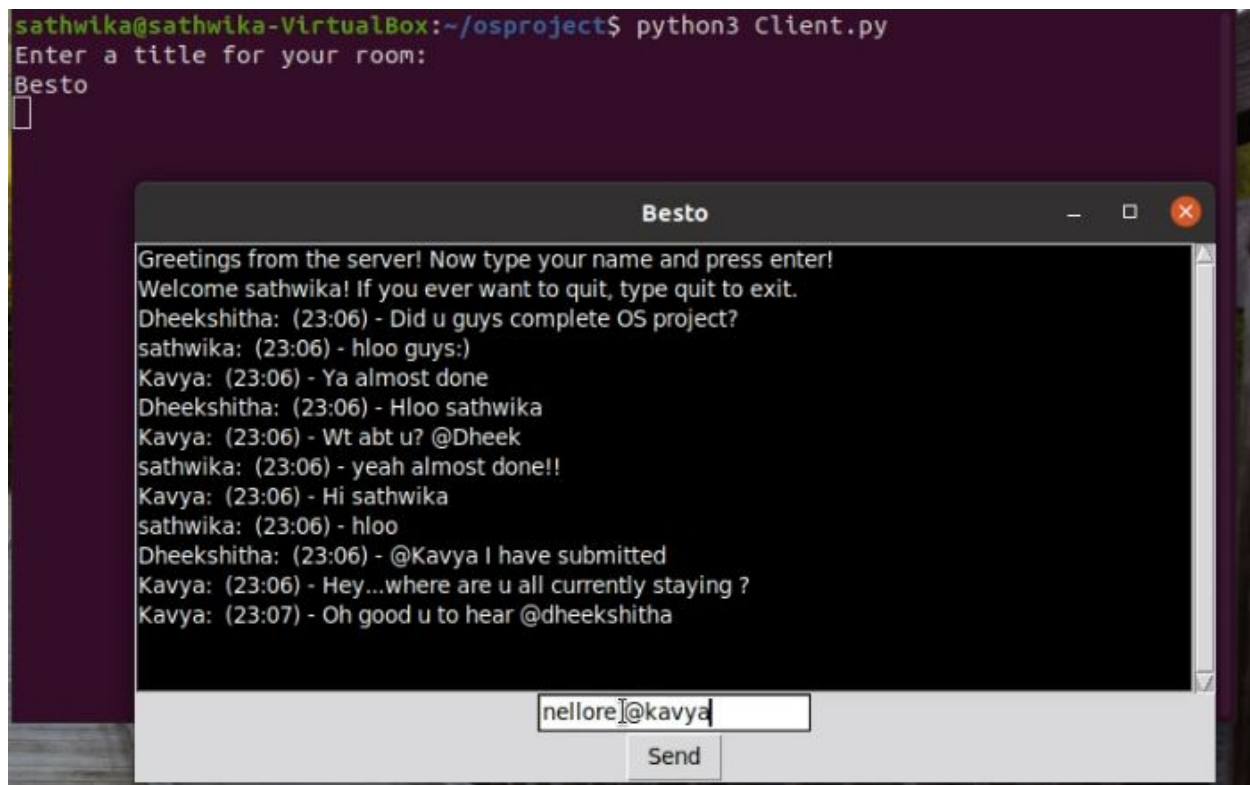 sathwika@sathwika-VirtualBox:~/osproject$ python3 Client.py
Enter a title for your room:
Besto
Besto
Greetings from the server! Now type your name and press enter!
Welcome sathwika! If you ever want to quit, type quit to exit.
Dheekshitha:  (23:06) - Did u guys complete OS project?
sathwika:  (23:06) - hloo guys:)
Kavya:  (23:06) - Ya almost done
Dheekshitha:  (23:06) - Hloo sathwika
Kavya:  (23:06) - Wt abt u? @Dheek
sathwika:  (23:06) - yeah almost done!!
Kavya:  (23:06) - Hi sathwika
sathwika:  (23:06) - hloo
Dheekshitha:  (23:06) - @Kavya I have submitted
Kavya:  (23:06) - Hey...where are u all currently staying ?
Kavya:  (23:07) - Oh good u to hear @dheekshitha
nellore @kavya
Send